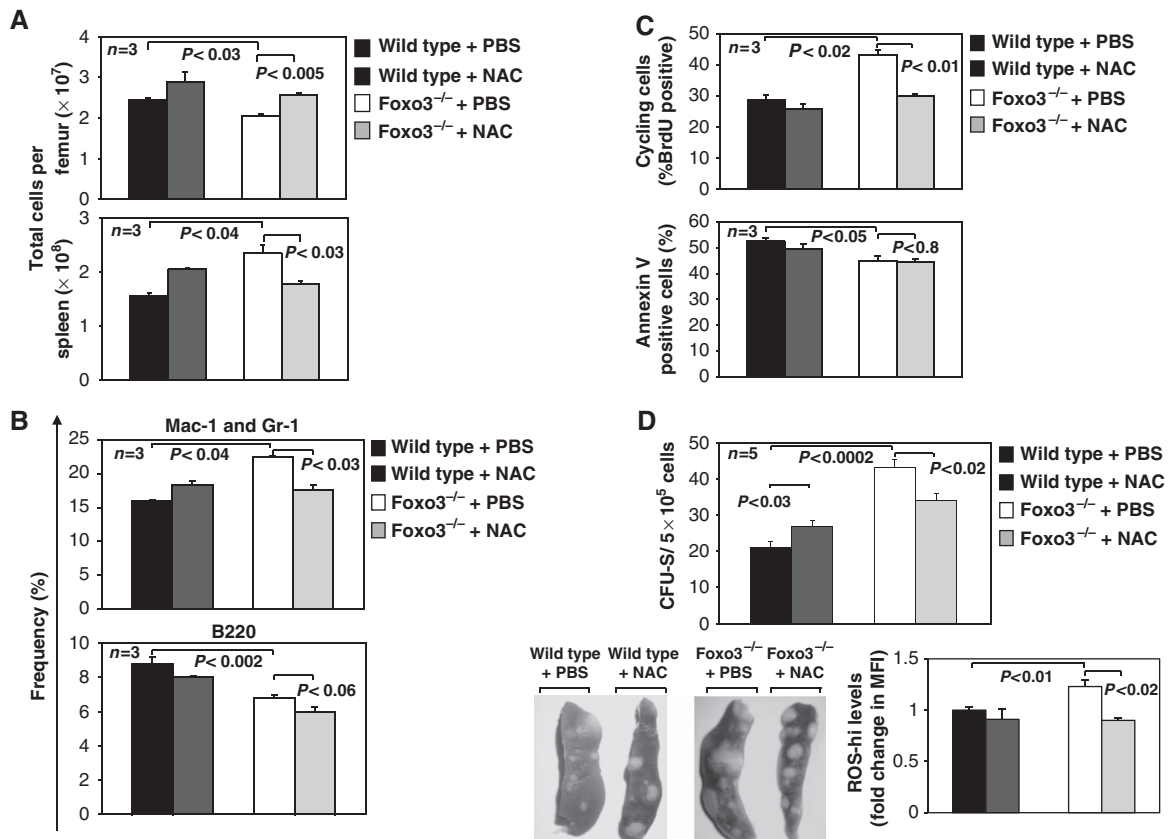 A
Total cells per
femur (× 10⁷)
4
3
2
1
0
n=3
P< 0.03
P< 0.005
Wild type + PBS
Wild type + NAC
Foxo3⁻/⁻ + PBS
Foxo3⁻/⁻ + NAC
spleen (× 10⁸)
3
2
1
0
n=3
P< 0.04
P< 0.03
C
Cycling cells
(%BrdU positive)
50
40
30
20
10
0
n=3
P< 0.02
P< 0.01
Wild type + PBS
Wild type + NAC
Foxo3⁻/⁻ + PBS
Foxo3⁻/⁻ + NAC
Annexin V
positive cells (%)
60
50
40
30
20
10
0
n=3
P<0.05
P<0.8
B
Frequency (%)
Mac-1 and Gr-1
25
20
15
10
5
0
n=3
P< 0.04
P< 0.03
Wild type + PBS
Wild type + NAC
Foxo3⁻/⁻ + PBS
Foxo3⁻/⁻ + NAC
B220
10
8
6
4
2
0
n=3
P< 0.002
P< 0.06
D
CFU-S/ 5× 10⁵ cells
50
40
30
20
10
0
n=5
P<0.0002
P<0.02
P<0.03
Wild type + PBS
Wild type + NAC
Foxo3⁻/⁻ + PBS
Foxo3⁻/⁻ + NAC
Wild type
+ PBS
Wild type
+ NAC
Foxo3⁻/⁻
+ PBS
Foxo3⁻/⁻
+ NAC
ROS-hi levels
(fold change in MFI)
1.5
1
0.5
0
P<0.01
P<0.02